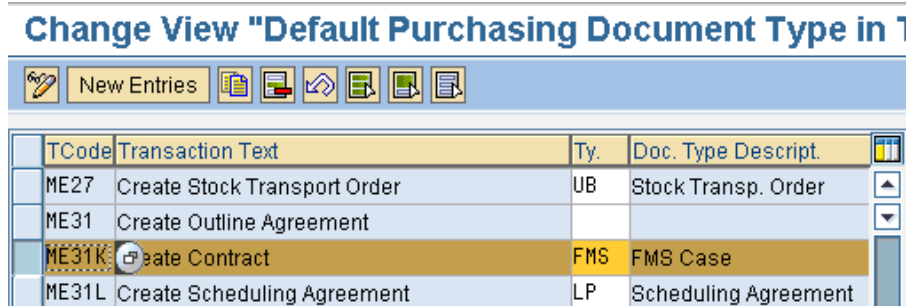 Change View "Default Purchasing Document Type in
New Entries
TCode Transaction Text Ty. Doc. Type Descript.
ME27 Create Stock Transport Order UB Stock Transp. Order
ME31 Create Outline Agreement
ME31K eate Contract FMS FMS Case
ME31L Create Scheduling Agreement LP Scheduling Agreement